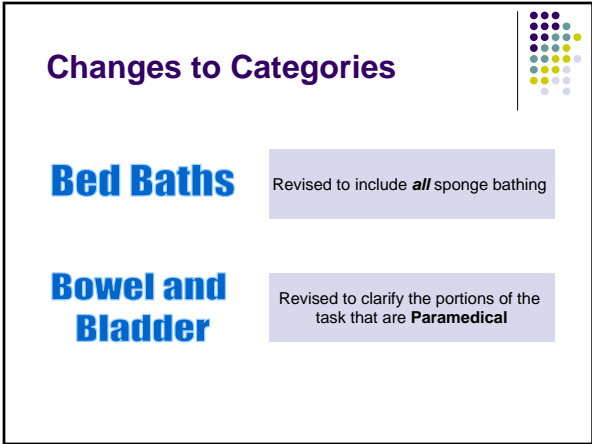 Changes to Categories
Bed Baths
Revised to include all sponge bathing
Bowel and
Bladder
Revised to clarify the portions of the
task that are Paramedical